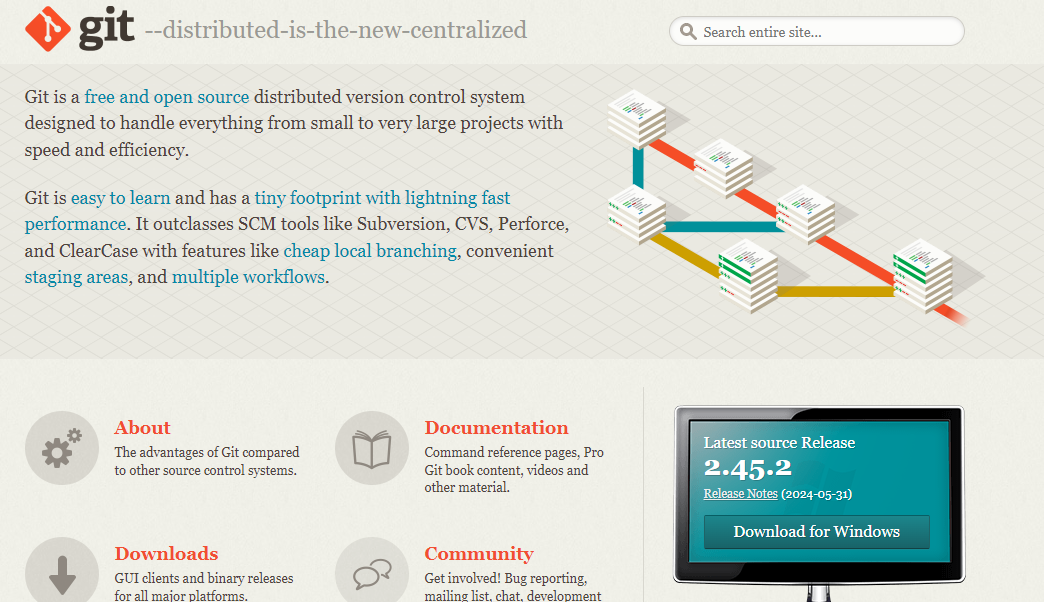 git --distributed-is-the-new-centralized
Search entire site...
Git is a free and open source distributed version control system
designed to handle everything from small to very large projects with
speed and efficiency.
Git is easy to learn and has a tiny footprint with lightning fast
performance. It outclasses SCM tools like Subversion, CVS, Perforce,
and ClearCase with features like cheap local branching, convenient
staging areas, and multiple workflows.
About
The advantages of Git compared
to other source control systems.
Documentation
Command reference pages, Pro
Git book content, videos and
other material.
Downloads
GUI clients and binary releases
for all major platforms.
Community
Get involved! Bug reporting,
mailing list, chat, development
Latest source Release
2.45.2
Release Notes (2024-05-31)
Download for Windows